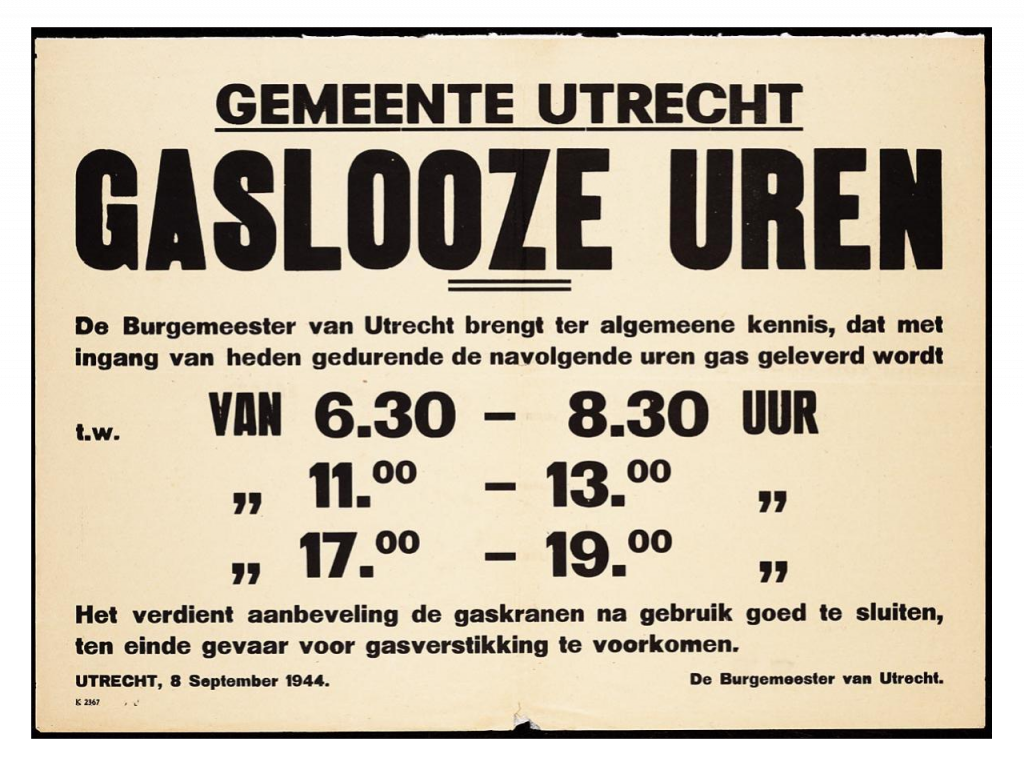 GEMEENTE UTRECHT
GASLOOZE UREN
De Burgemeester van Utrecht brengt ter algemeene kennis, dat met
ingang van heden gedurende de navolgende uren gas geleverd wordt
t.w. VAN 6.30 – 8.30 UUR
„ 11.00 – 13.00 „
„ 17.00 – 19.00 „
Het verdient aanbeveling de gaskranen na gebruik goed te sluiten,
ten einde gevaar voor gasverstikking te voorkomen.
UTRECHT, 8 September 1944. De Burgemeester van Utrecht.
K 2367